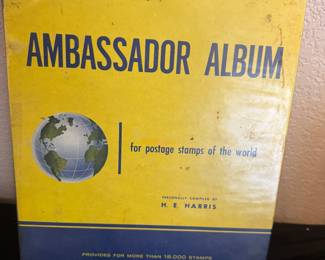 AMBASSADOR ALBUM
for postage stamps of the world
PERSONALLY COMPILED BY
H. E. HARRIS
PROVIDES FOR MORE THAN 18,000 STAMPS